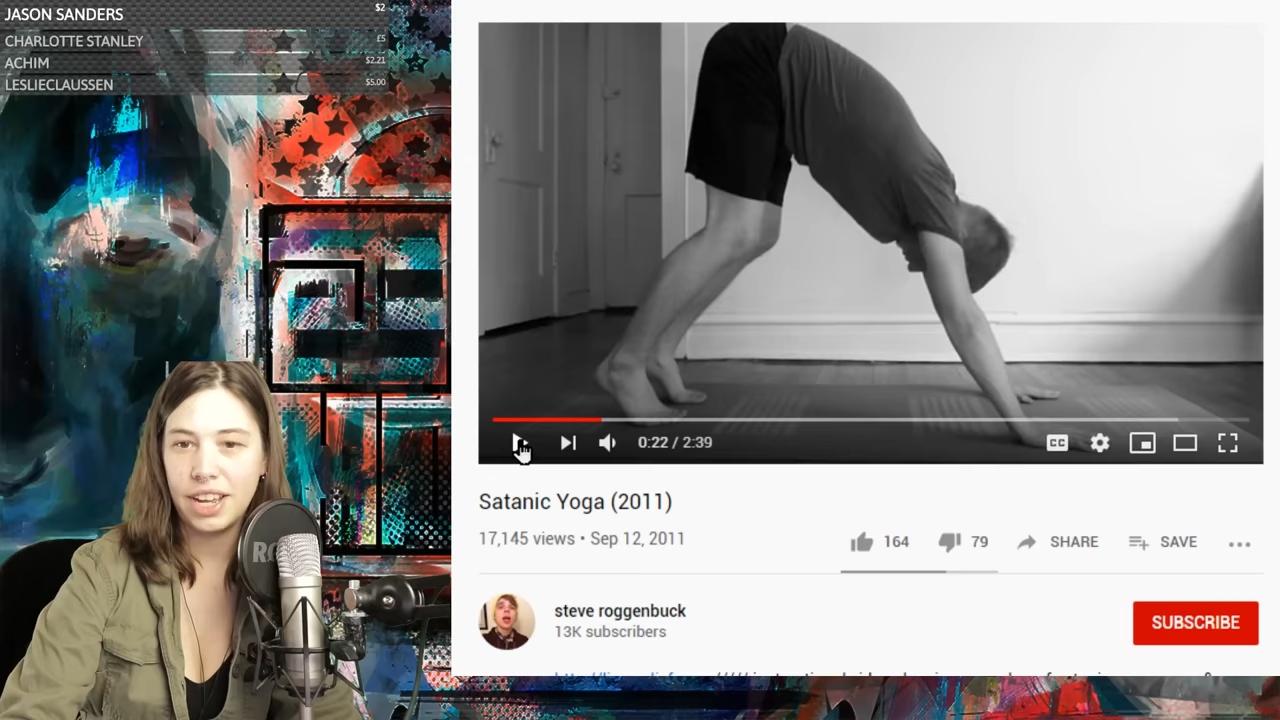 JASON SANDERS $2
CHARLOTTE STANLEY £5
ACHIM $2.21
LESLIECLAUSSEN $5.00
0:22 / 2:39
CC
Satanic Yoga (2011)
17,145 views • Sep 12, 2011
164 79 SHARE SAVE
steve roggenbuck
13K subscribers
SUBSCRIBE